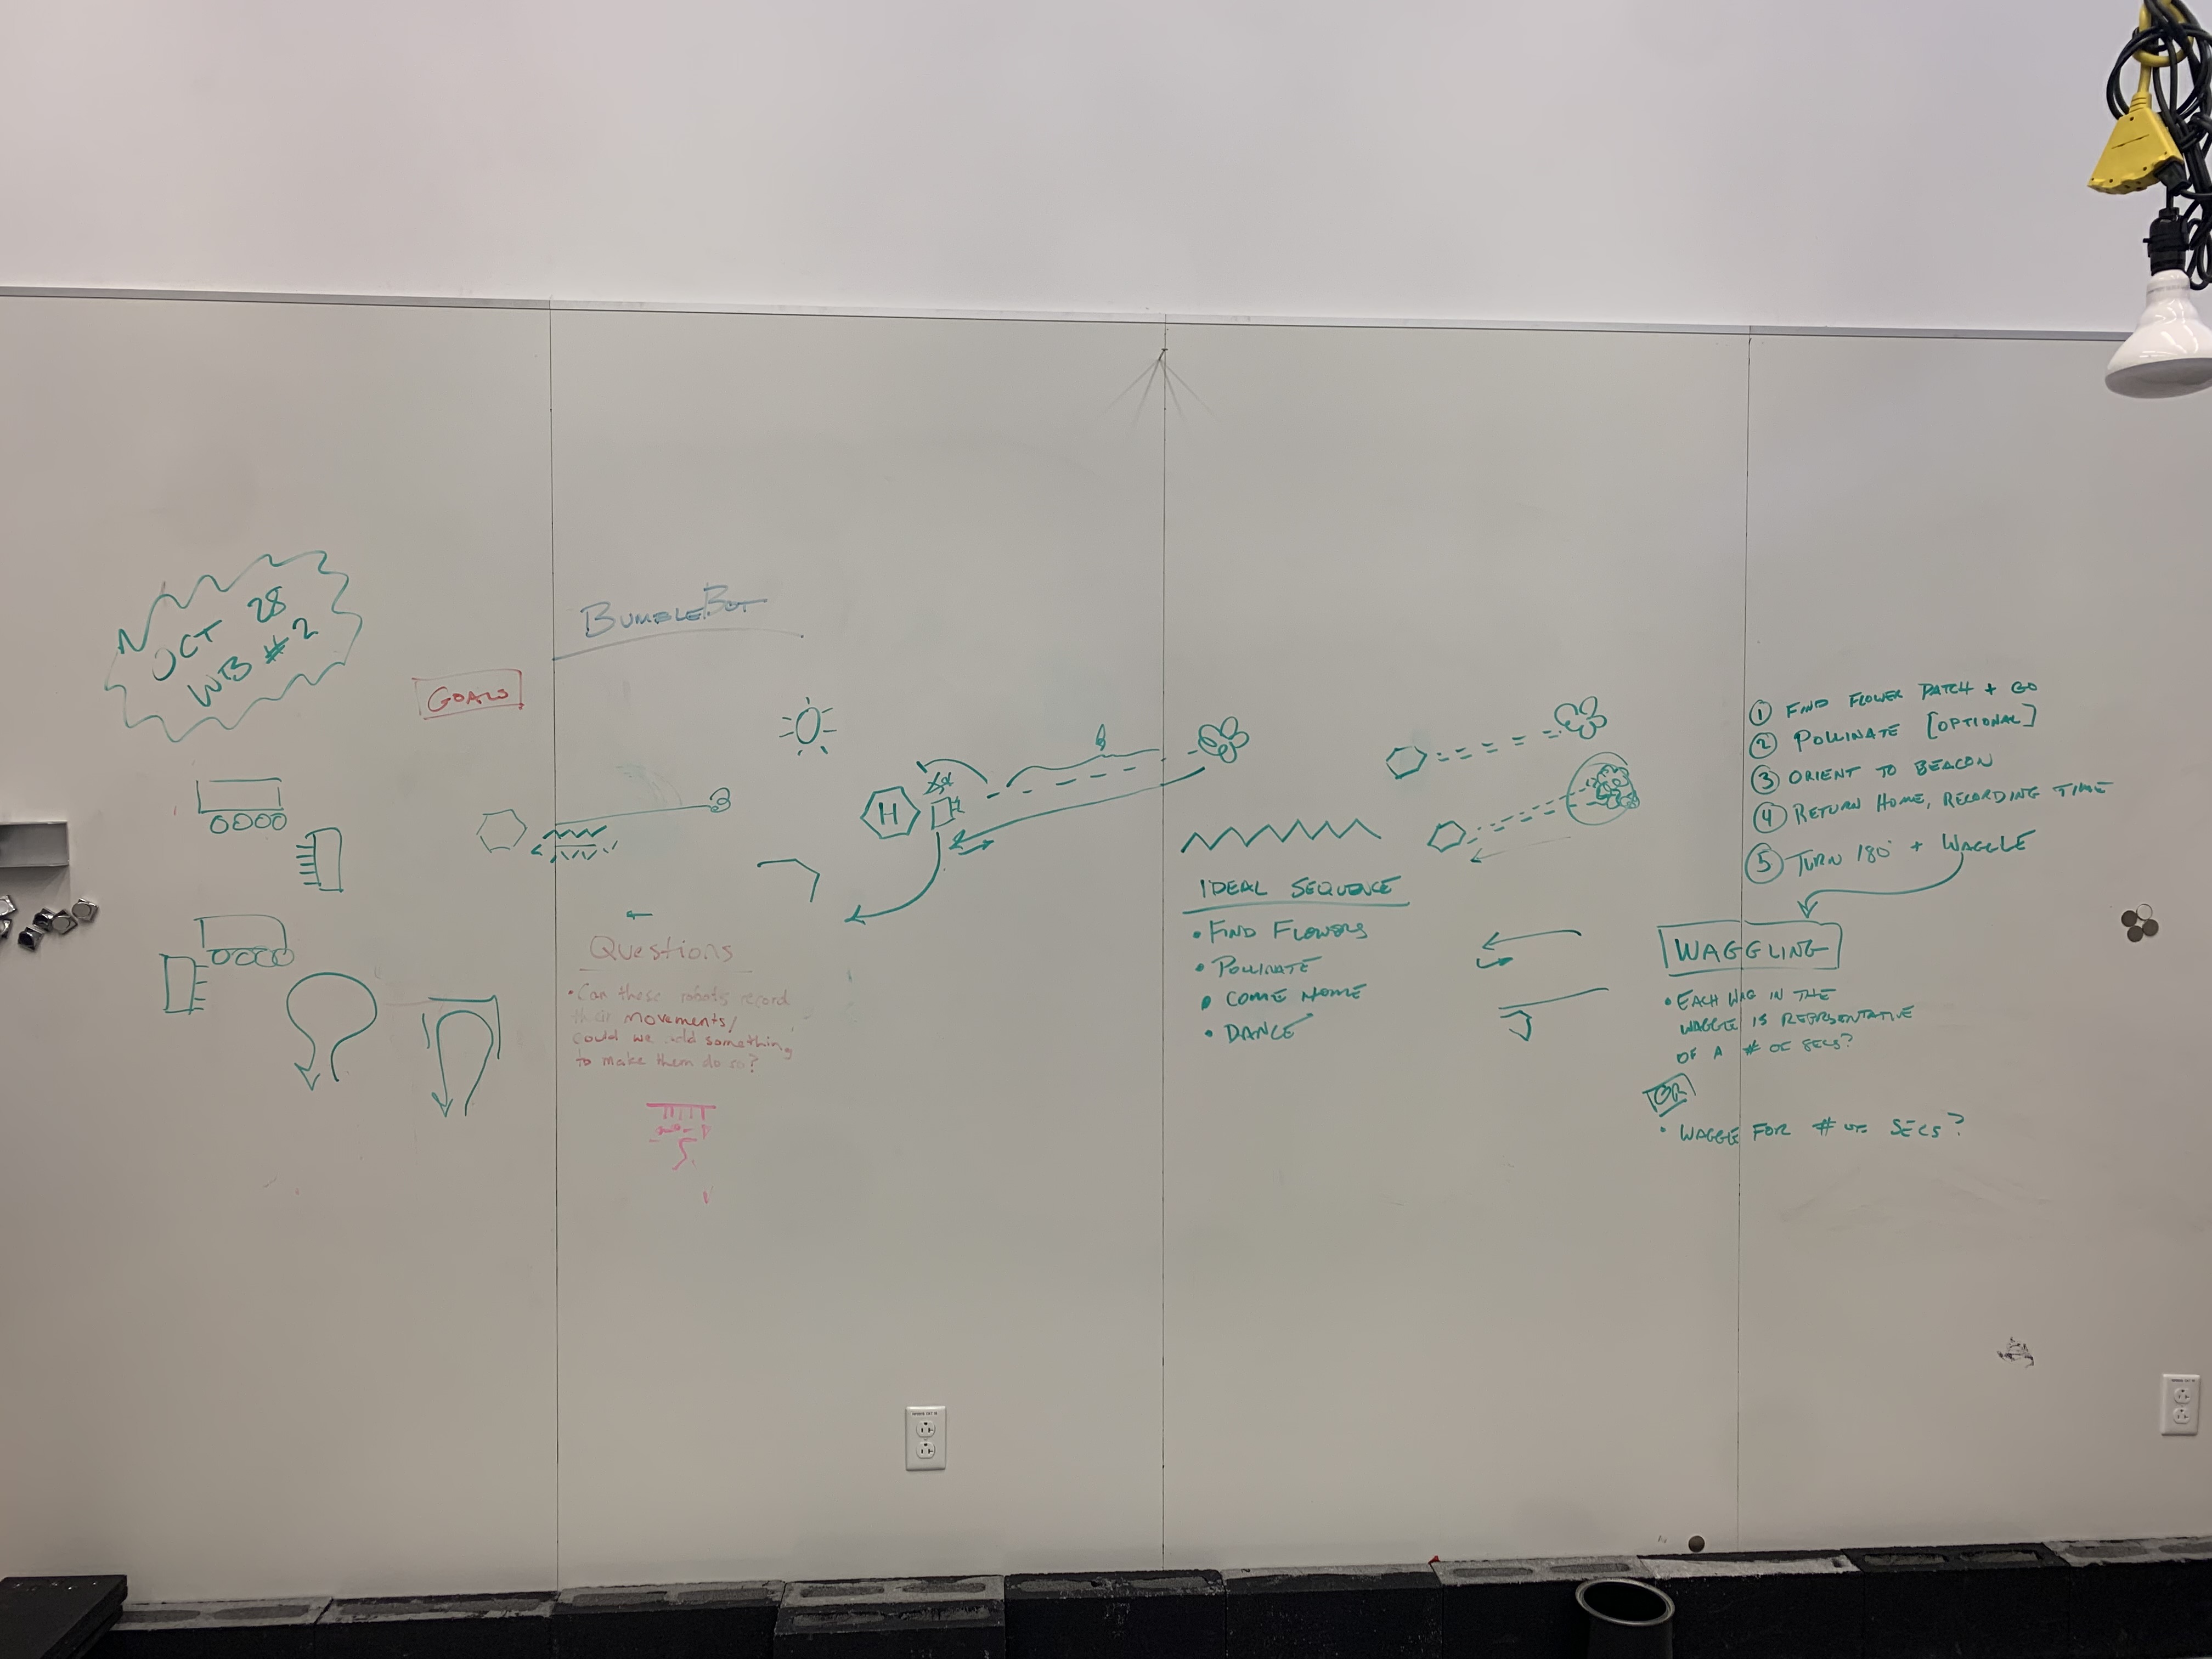 OCT 28
WB #2
BUMBLEBOT
GOALS
H
Questions
• Can these robots record
their movements/
Could we add something
to make them do so?
IDEAL SEQUENCE
• FIND FLOWERS
• POLLINATE
• COME HOME
• DANCE
① FIND FLOWER PATCH + GO
② POLLINATE [OPTIONAL]
③ ORIENT TO BEACON
④ RETURN HOME, RECORDING TIME
⑤ TURN 180° + WAGGLE
WAGGLING
• EACH WAG IN THE
WAGGLE IS REPRSENTATIVE
OF A # OF SECS?
OR
• WAGGE FOR # OF SECS?